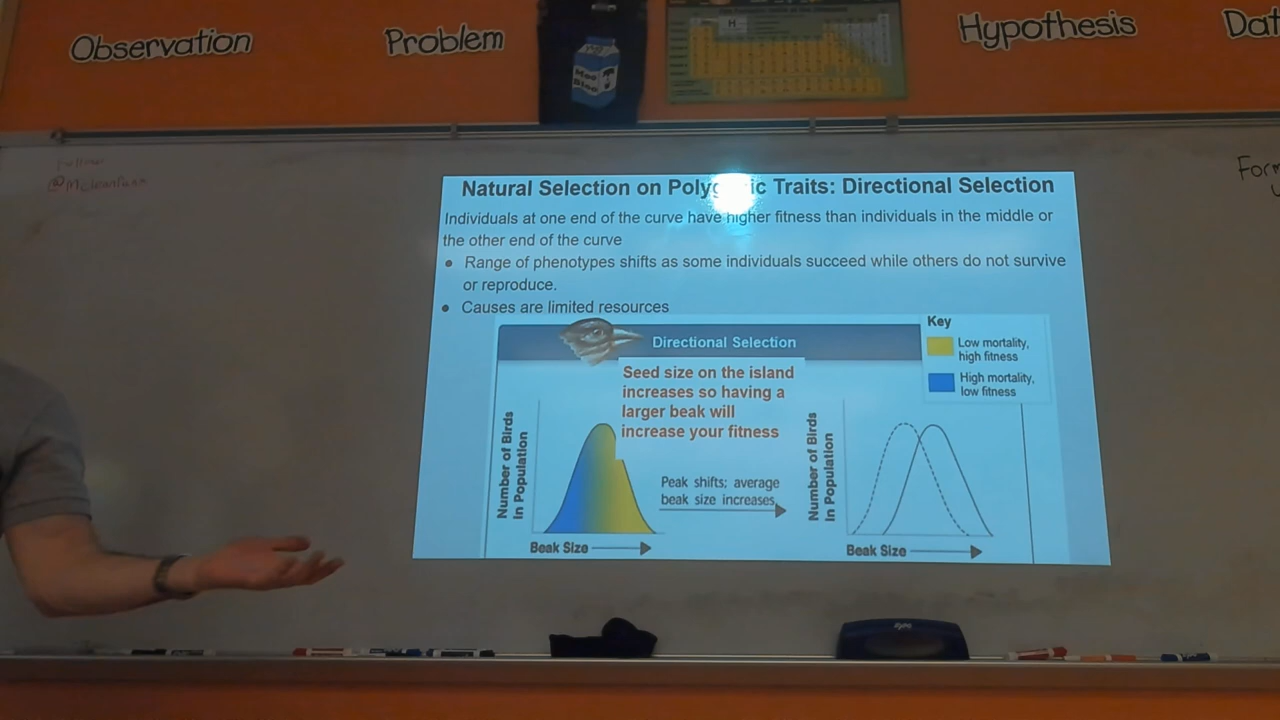 Observation
Problem
Hypothesis
Dat
Moo
Bloo
H
Form
Natural Selection on Traits: Directional Selection
Individuals at one end of the curve have higher fitness than individuals in the middle or
the other end of the curve
● Range of phenotypes shifts as some individuals succeed while others do not survive
or reproduce.
● Causes are limited resources
Directional Selection
Key
Low mortality,
high fitness
High mortality,
low fitness
Seed size on the island
increases so having a
larger beak will
increase your fitness
Number of Birds
in Population
Peak shifts; average
beak size increases.
Number of Birds
in Population
Beak Size
Beak Size